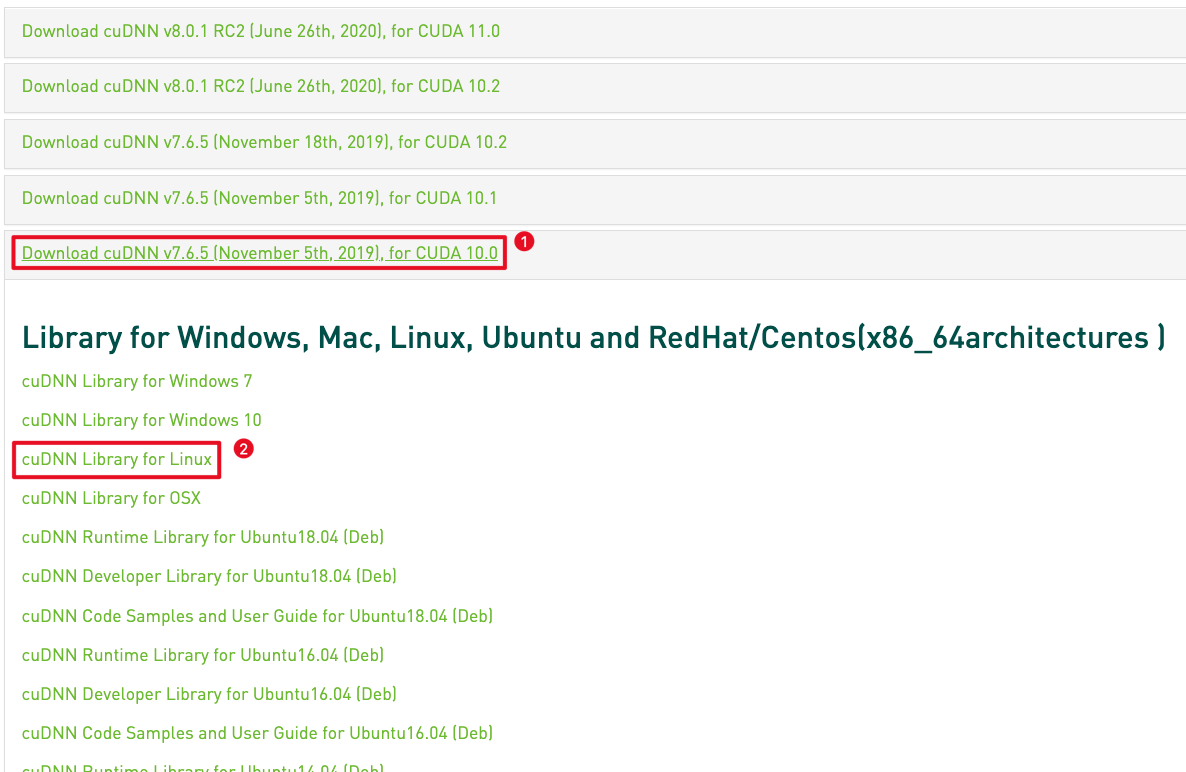 Download cuDNN v8.0.1 RC2 (June 26th, 2020), for CUDA 11.0
Download cuDNN v8.0.1 RC2 (June 26th, 2020), for CUDA 10.2
Download cuDNN v7.6.5 (November 18th, 2019), for CUDA 10.2
Download cuDNN v7.6.5 (November 5th, 2019), for CUDA 10.1
Download cuDNN v7.6.5 (November 5th, 2019), for CUDA 10.0 1
Library for Windows, Mac, Linux, Ubuntu and RedHat/Centos(x86_64architectures )
cuDNN Library for Windows 7
cuDNN Library for Windows 10
cuDNN Library for Linux 2
cuDNN Library for OSX
cuDNN Runtime Library for Ubuntu18.04 (Deb)
cuDNN Developer Library for Ubuntu18.04 (Deb)
cuDNN Code Samples and User Guide for Ubuntu18.04 (Deb)
cuDNN Runtime Library for Ubuntu16.04 (Deb)
cuDNN Developer Library for Ubuntu16.04 (Deb)
cuDNN Code Samples and User Guide for Ubuntu16.04 (Deb)
cuDNN Runtime Library for Ubuntu14.04 (Deb)